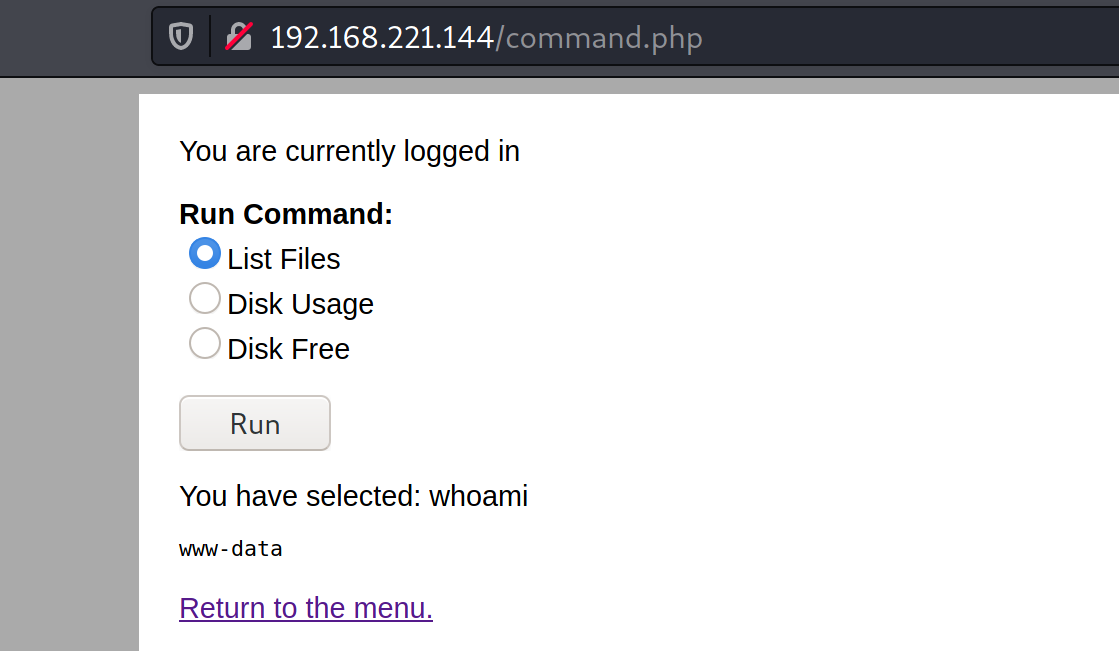 192.168.221.144/command.php
You are currently logged in
Run Command:
List Files
Disk Usage
Disk Free
Run
You have selected: whoami
www-data
Return to the menu.